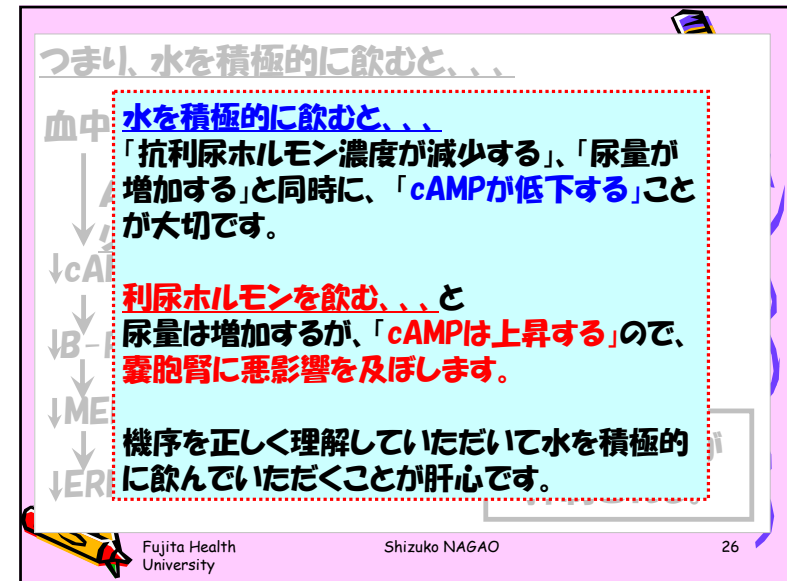 つまり、水を積極的に飲むと、、、
血中
水を積極的に飲むと、、、
「抗利尿ホルモン濃度が減少する」、「尿量が
増加する」と同時に、「cAMPが低下する」こと
が大切です。
↓cA
利尿ホルモンを飲む、、、と
尿量は増加するが、「cAMPは上昇する」ので、
↓B-
嚢胞腎に悪影響を及ぼします。
↓ME
機序を正しく理解していただいて水を積極的
が
↓ER
に飲んでいただくことが肝心です。
Fujita Health
University
Shizuko NAGAO
26